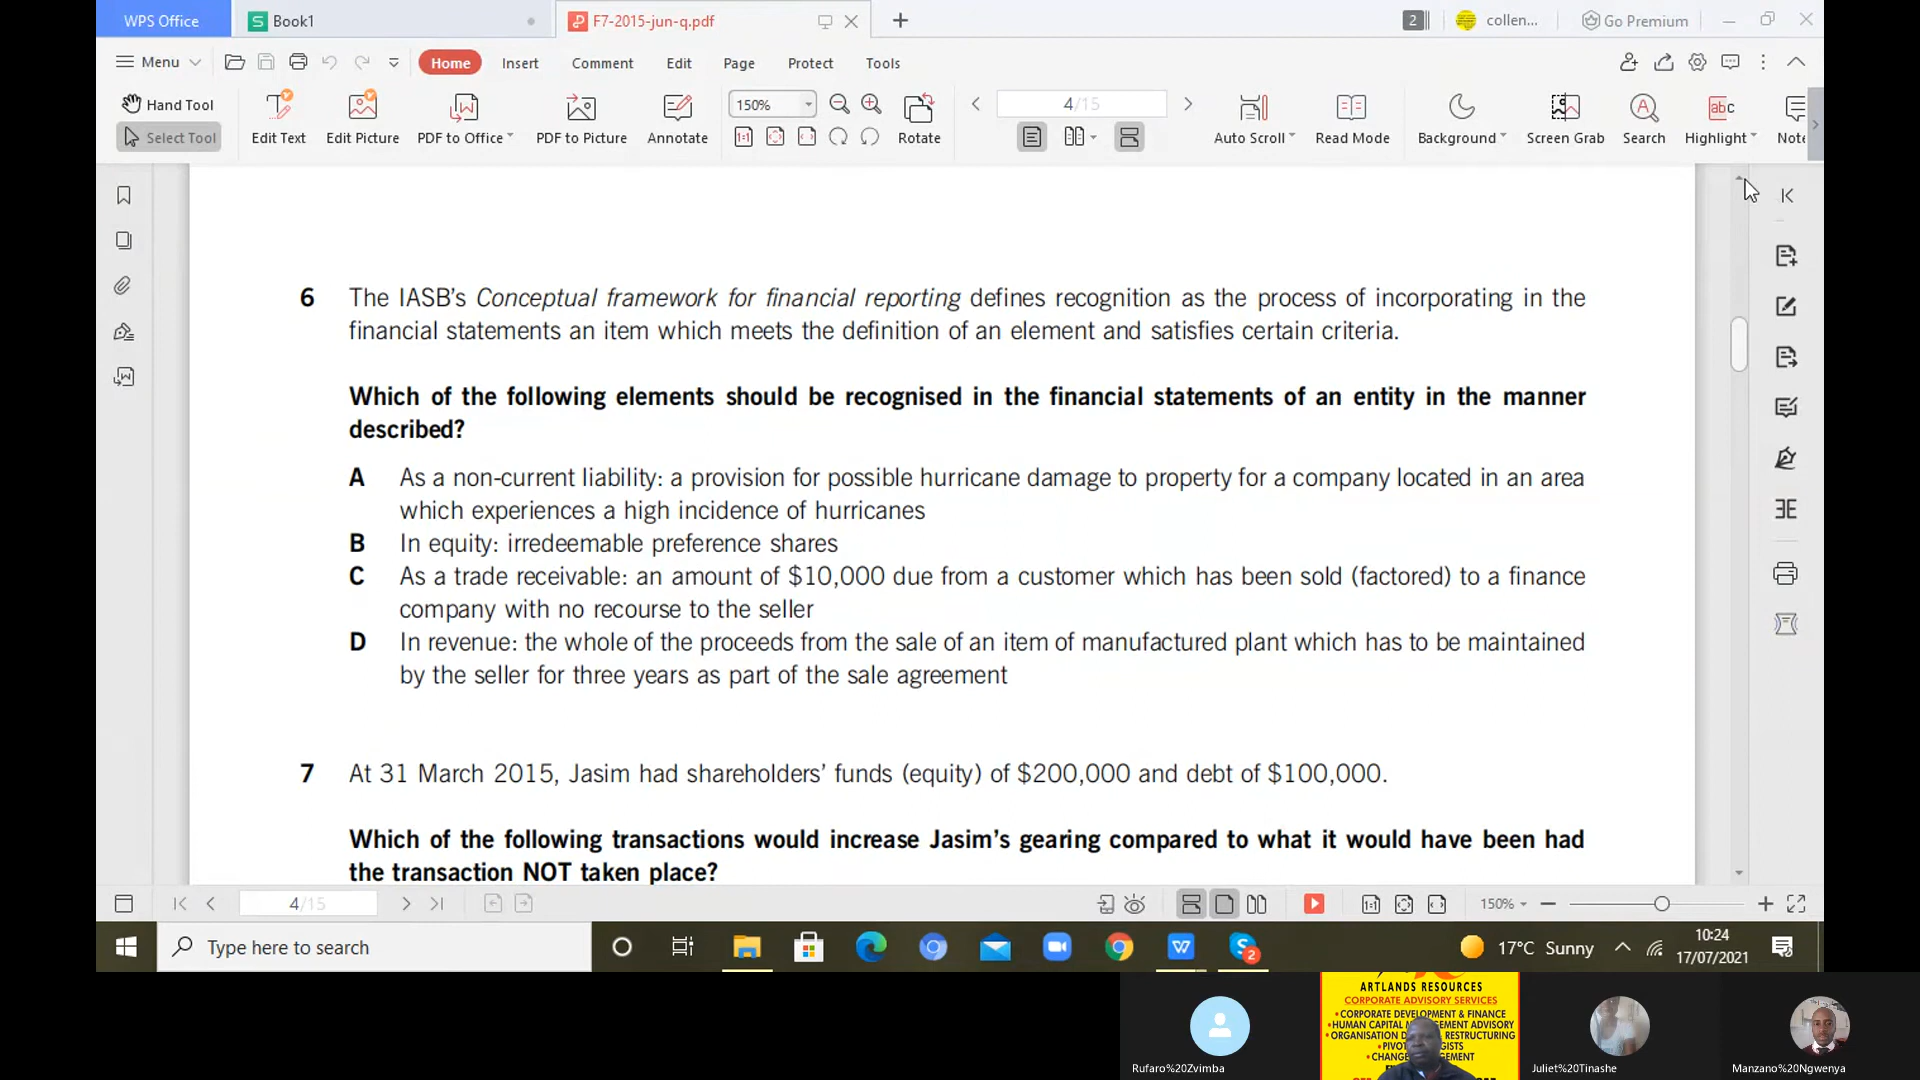 WPS Office
Book1
F7-2015-jun-q.pdf
2
collen...
Go Premium
Menu
Home
Insert
Comment
Edit
Page
Protect
Tools
Hand Tool
Select Tool
Edit Text
Edit Picture
PDF to Office
PDF to Picture
Annotate
150%
Rotate
4/15
Auto Scroll
Read Mode
Background
Screen Grab
Search
Highlight
Note
6 The IASB's Conceptual framework for financial reporting defines recognition as the process of incorporating in the
financial statements an item which meets the definition of an element and satisfies certain criteria.
Which of the following elements should be recognised in the financial statements of an entity in the manner
described?
A As a non-current liability: a provision for possible hurricane damage to property for a company located in an area
which experiences a high incidence of hurricanes
B In equity: irredeemable preference shares
C As a trade receivable: an amount of $10,000 due from a customer which has been sold (factored) to a finance
company with no recourse to the seller
D In revenue: the whole of the proceeds from the sale of an item of manufactured plant which has to be maintained
by the seller for three years as part of the sale agreement
7 At 31 March 2015, Jasim had shareholders' funds (equity) of $200,000 and debt of $100,000.
Which of the following transactions would increase Jasim's gearing compared to what it would have been had
the transaction NOT taken place?
4/15
150%
Type here to search
2
17°C Sunny
10:24
17/07/2021
ARTLANDS RESOURCES
CORPORATE ADVISORY SERVICES
• CORPORATE DEVELOPMENT & FINANCE
• HUMAN CAPITAL ADVISORY
• ORGANISATION RESTRUCTURING
Rufaro%20Zvimba
Juliet%20Tinashe
Manzano%20Ngwenya